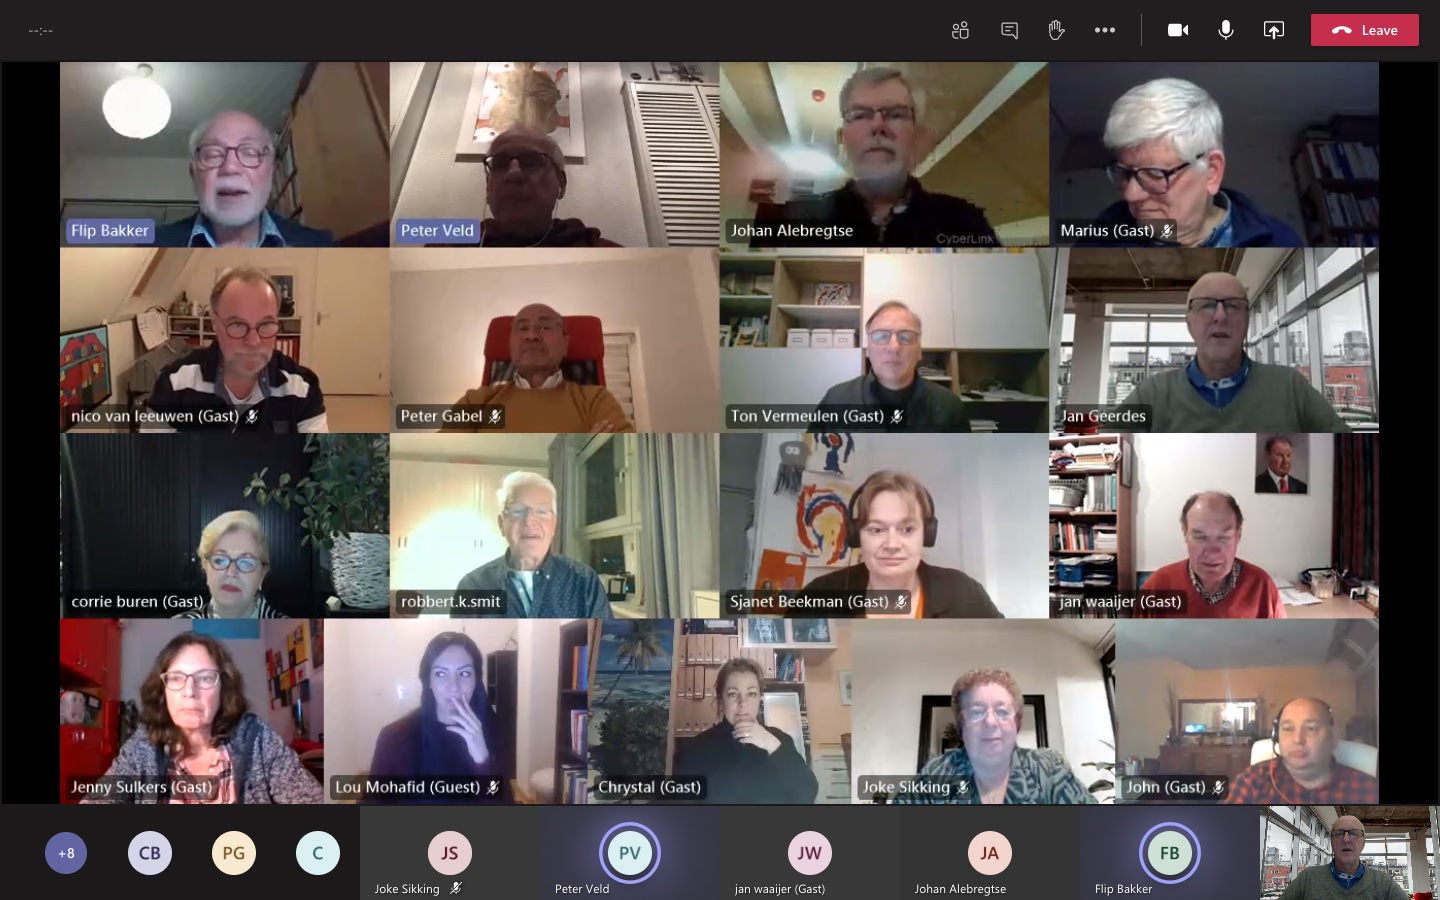 --:--
Leave
Flip Bakker
Peter Veld
Johan Alebregtse
CyberLink
Marius (Gast)
nico van leeuwen (Gast)
Peter Gabel
Ton Vermeulen (Gast)
Jan Geerdes
corrie buren (Gast)
robbert.k.smit
Sjanet Beekman (Gast)
jan waaijer (Gast)
Jenny Sulkers (Gast)
Lou Mohafid (Guest)
Chrystal (Gast)
Joke Sikking
John (Gast)
+8
CB
PG
C
JS
PV
JW
JA
FB
Joke Sikking
Peter Veld
jan waaijer (Gast)
Johan Alebregtse
Flip Bakker